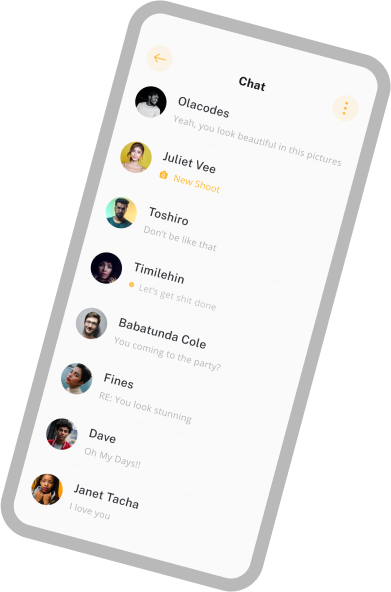 Chat
Olacodes
Yeah, you look beautiful in this pictures
Juliet Vee
New Shoot
Toshiro
Don't be like that
Timilehin
Let's get shit done
Babatunda Cole
You coming to the party?
Fines
RE: You look stunning
Dave
Oh My Days!!
Janet Tacha
I love you